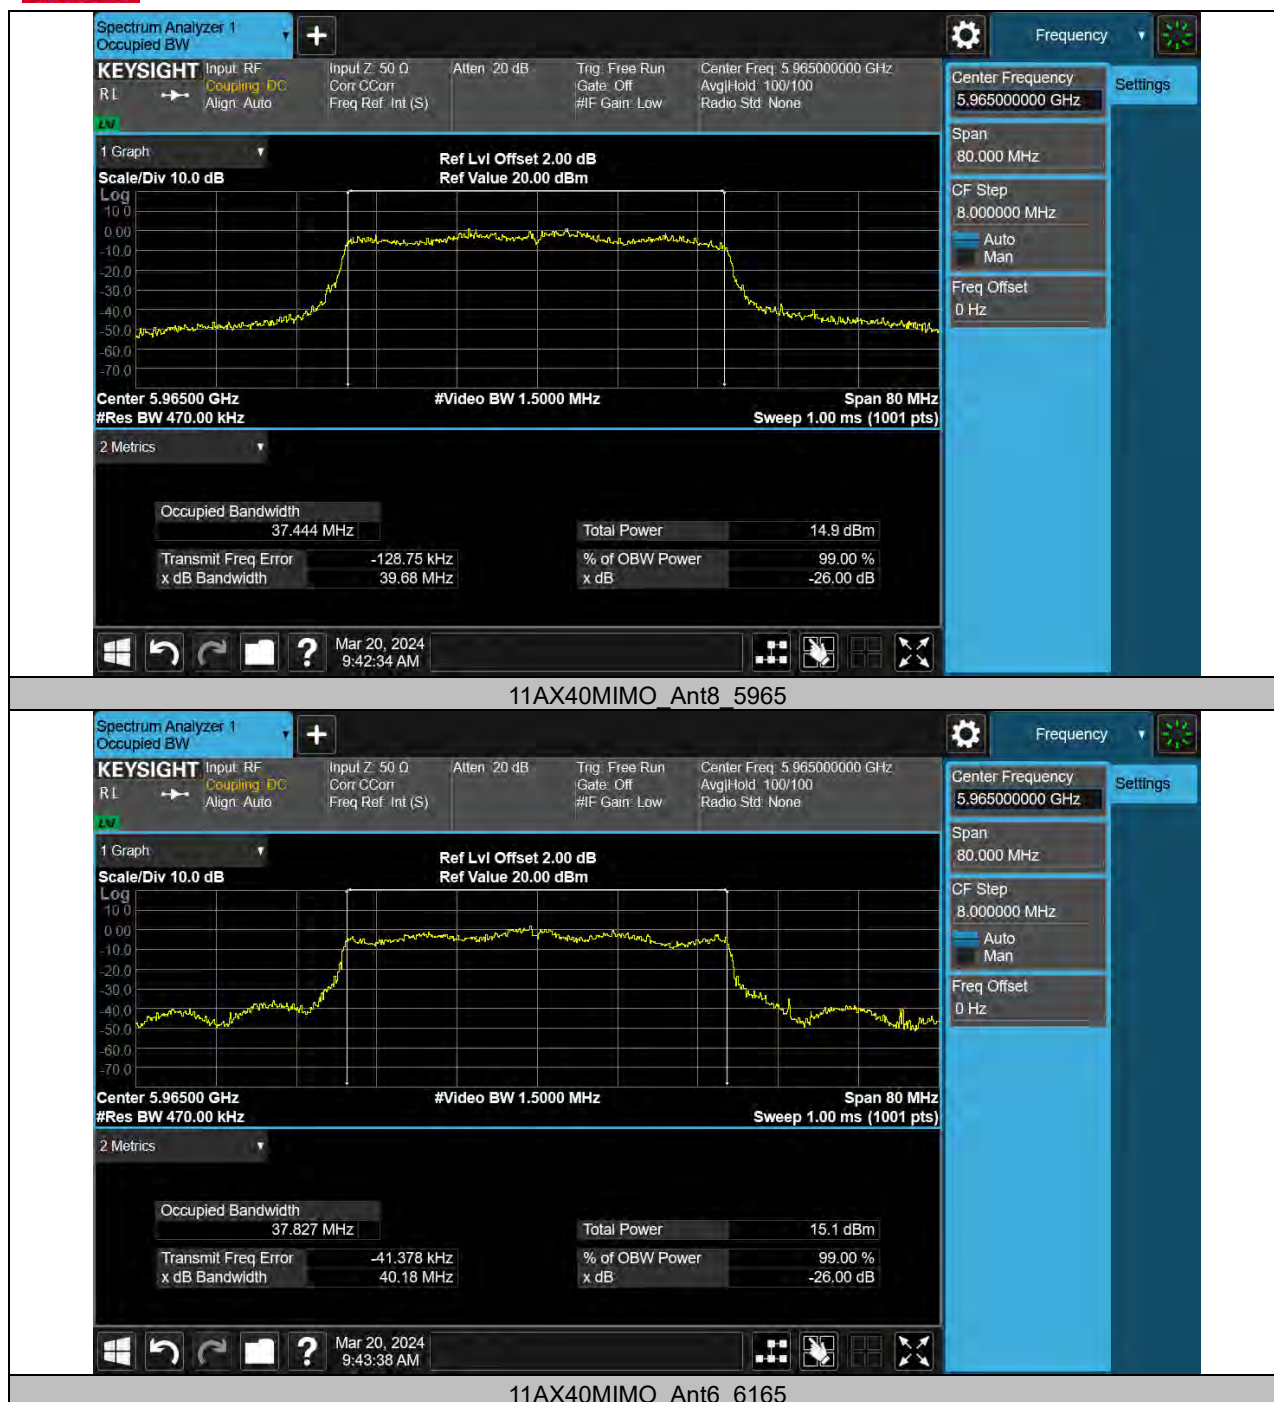 Spectrum Analyzer 1
Occupied BW
Frequency
KEYSIGHT
Input: RF
Coupling: DC
Align: Auto
Input Z: 50 Ω
Corr CCorr
Freq Ref: Int (S)
Atten: 20 dB
Trig: Free Run
Gate: Off
#IF Gain: Low
Center Freq: 5.965000000 GHz
Avg|Hold: 100/100
Radio Std: None
R L
LXI
Center Frequency
5.965000000 GHz
Settings
Span
80.000 MHz
CF Step
8.000000 MHz
Auto
Man
Freq Offset
0 Hz
1 Graph
Scale/Div 10.0 dB
Ref Lvl Offset 2.00 dB
Ref Value 20.00 dBm
Log
10.0
0.00
-10.0
-20.0
-30.0
-40.0
-50.0
-60.0
-70.0
Center 5.96500 GHz
#Video BW 1.5000 MHz
Span 80 MHz
#Res BW 470.00 kHz
Sweep 1.00 ms (1001 pts)
2 Metrics
Occupied Bandwidth
37.444 MHz
Total Power 14.9 dBm
Transmit Freq Error -128.75 kHz
% of OBW Power 99.00 %
x dB Bandwidth 39.68 MHz
x dB -26.00 dB
?
Mar 20, 2024
9:42:34 AM
11AX40MIMO_Ant8_5965
Spectrum Analyzer 1
Occupied BW
Frequency
KEYSIGHT
Input: RF
Coupling: DC
Align: Auto
Input Z: 50 Ω
Corr CCorr
Freq Ref: Int (S)
Atten: 20 dB
Trig: Free Run
Gate: Off
#IF Gain: Low
Center Freq: 5.965000000 GHz
Avg|Hold: 100/100
Radio Std: None
R L
LXI
Center Frequency
5.965000000 GHz
Settings
Span
80.000 MHz
CF Step
8.000000 MHz
Auto
Man
Freq Offset
0 Hz
1 Graph
Scale/Div 10.0 dB
Ref Lvl Offset 2.00 dB
Ref Value 20.00 dBm
Log
10.0
0.00
-10.0
-20.0
-30.0
-40.0
-50.0
-60.0
-70.0
Center 5.96500 GHz
#Video BW 1.5000 MHz
Span 80 MHz
#Res BW 470.00 kHz
Sweep 1.00 ms (1001 pts)
2 Metrics
Occupied Bandwidth
37.827 MHz
Total Power 15.1 dBm
Transmit Freq Error -41.378 kHz
% of OBW Power 99.00 %
x dB Bandwidth 40.18 MHz
x dB -26.00 dB
?
Mar 20, 2024
9:43:38 AM
11AX40MIMO_Ant6_6165